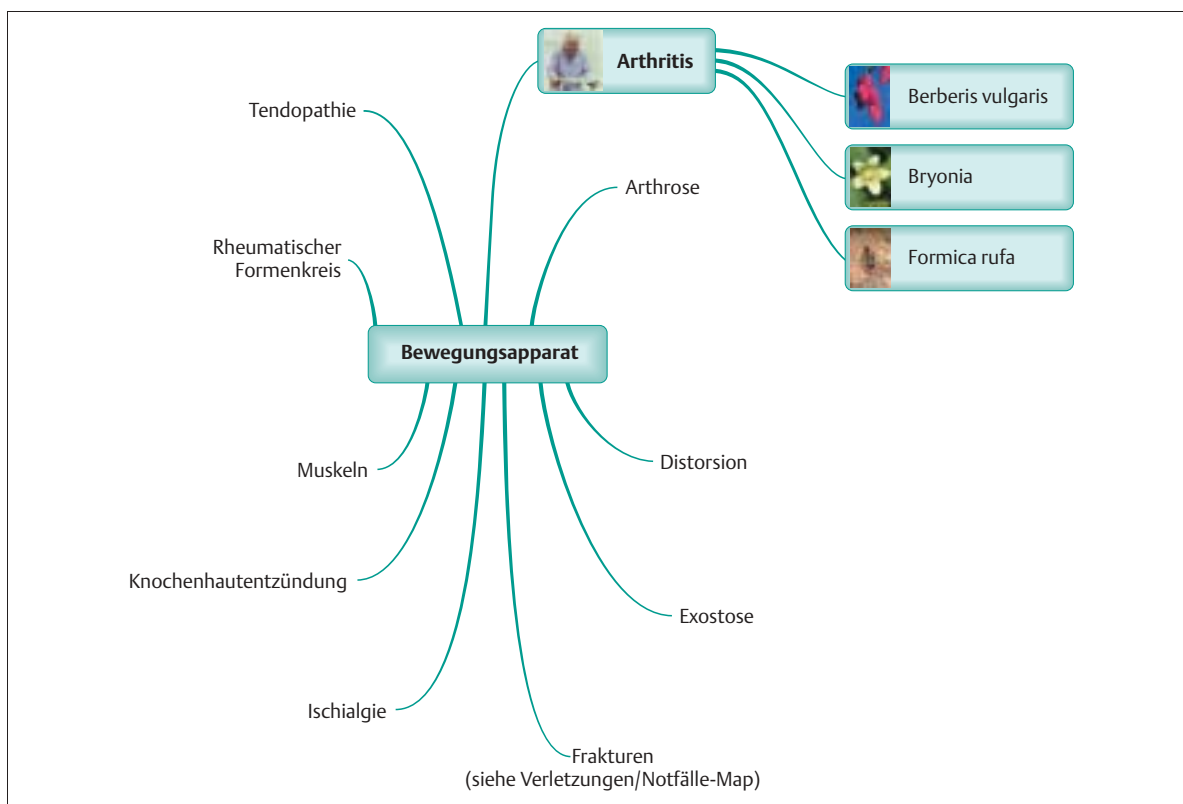 Arthritis
Berberis vulgaris
Tendopathie
Bryonia
Arthrose
Rheumatischer
Formenkreis
Formica rufa
Bewegungsapparat
Muskeln
Distorsion
Knochenhautentzündung
Exostose
Ischialgie
Frakturen
(siehe Verletzungen/Notfälle-Map)